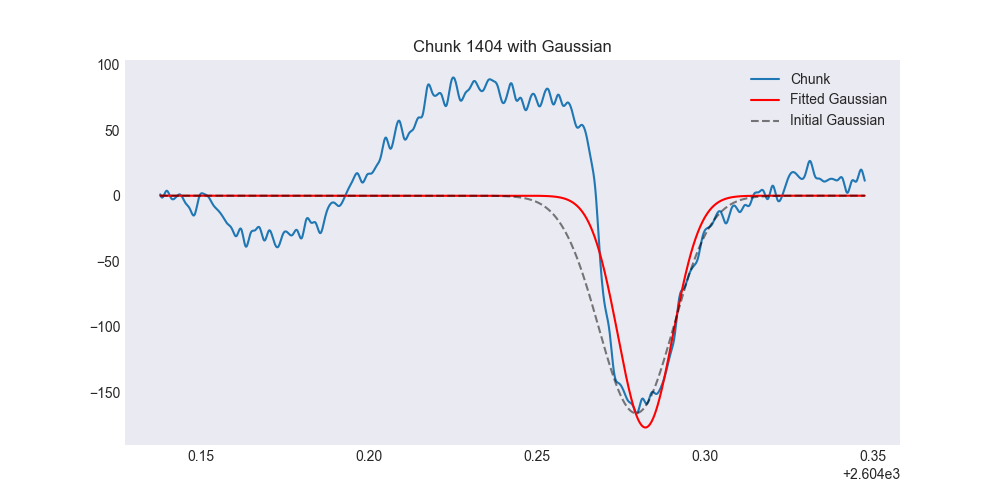 Chunk 1404 with Gaussian
100
50
0
−50
−100
−150
Chunk
Fitted Gaussian
Initial Gaussian
0.15 0.20 0.25 0.30 0.35
+2.604e3